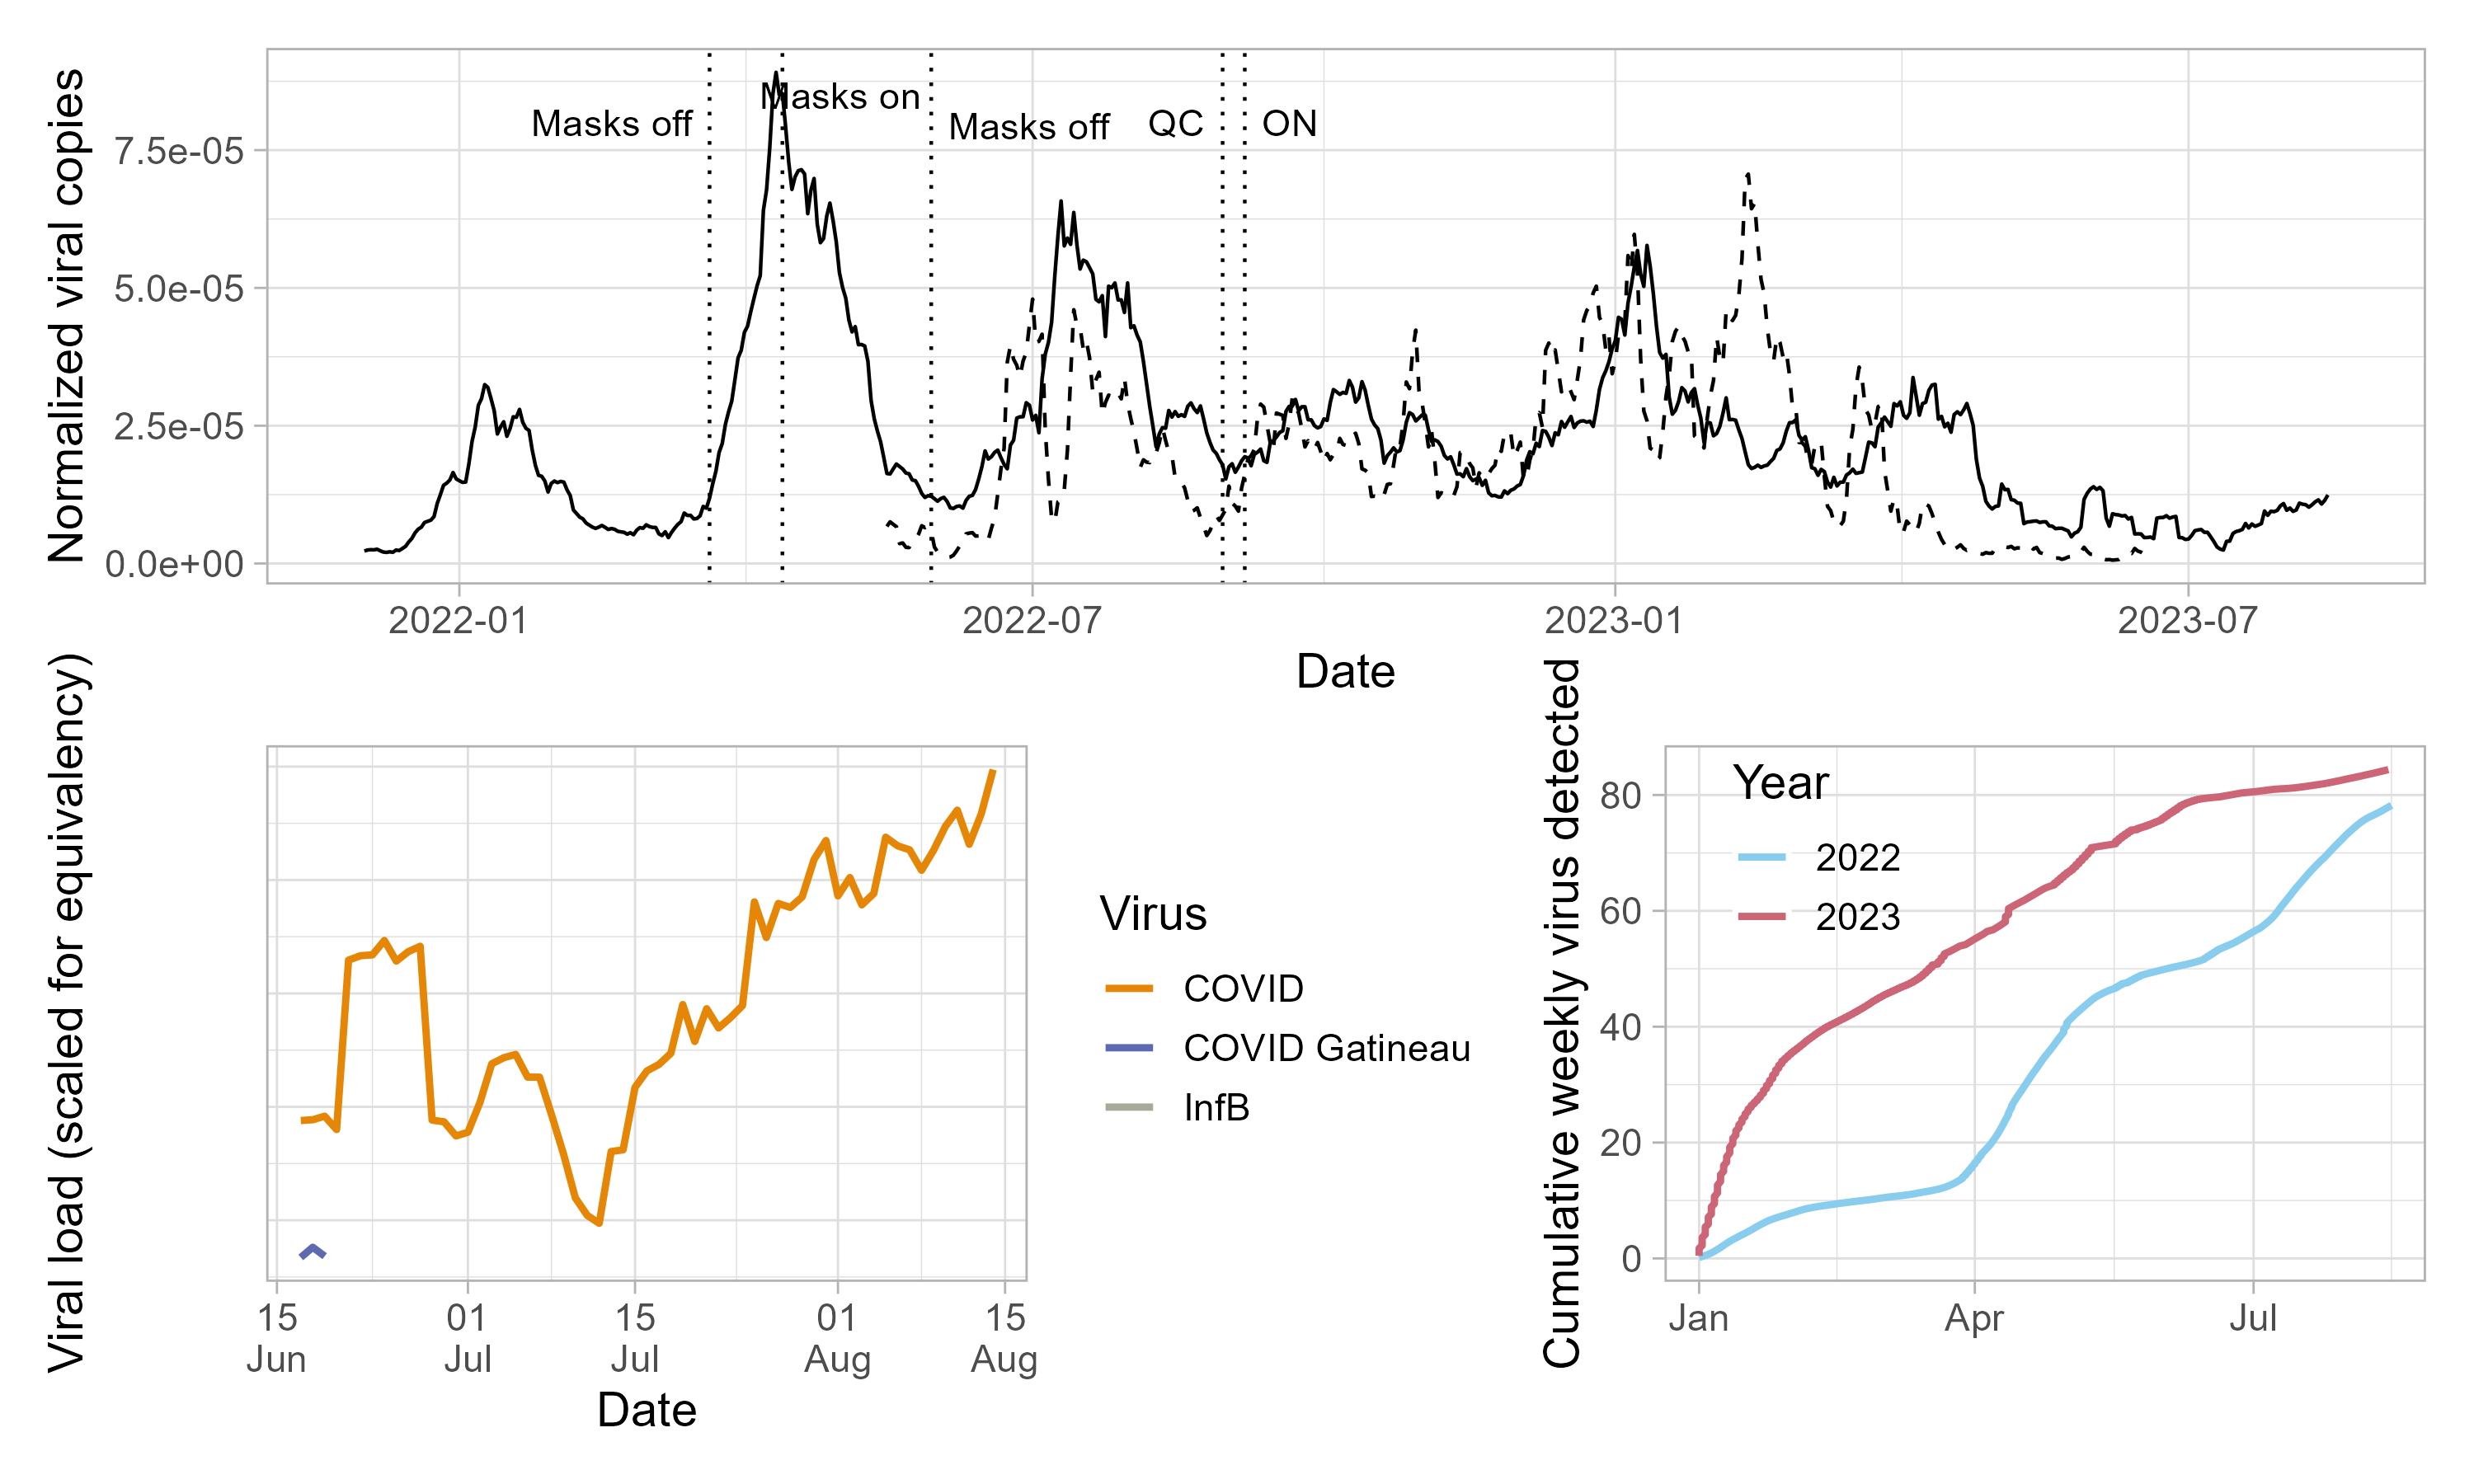 Normalized viral copies
7.5e-05
5.0e-05
2.5e-05
0.0e+00
Masks off
Masks on
Masks off
QC
ON
2022-01
2022-07
2023-01
2023-07
Date
Viral load (scaled for equivalency)
15
Jun
01
Jul
15
Jul
01
Aug
15
Aug
Date
Virus
COVID
COVID Gatineau
InfB
Cumulative weekly virus detected
80
60
40
20
0
Year
2022
2023
Jan
Apr
Jul